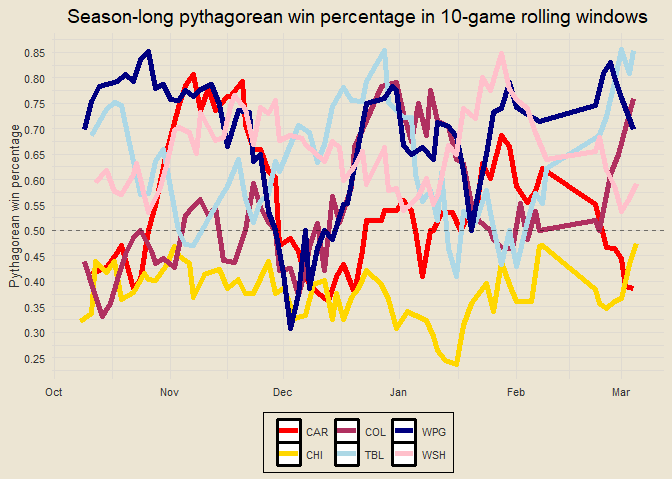 Season-long pythagorean win percentage in 10-game rolling windows
Pythagorean win percentage
0.85
0.80
0.75
0.70
0.65
0.60
0.55
0.50
0.45
0.40
0.35
0.30
0.25
Oct Nov Dec Jan Feb Mar
CAR COL WPG
CHI TBL WSH